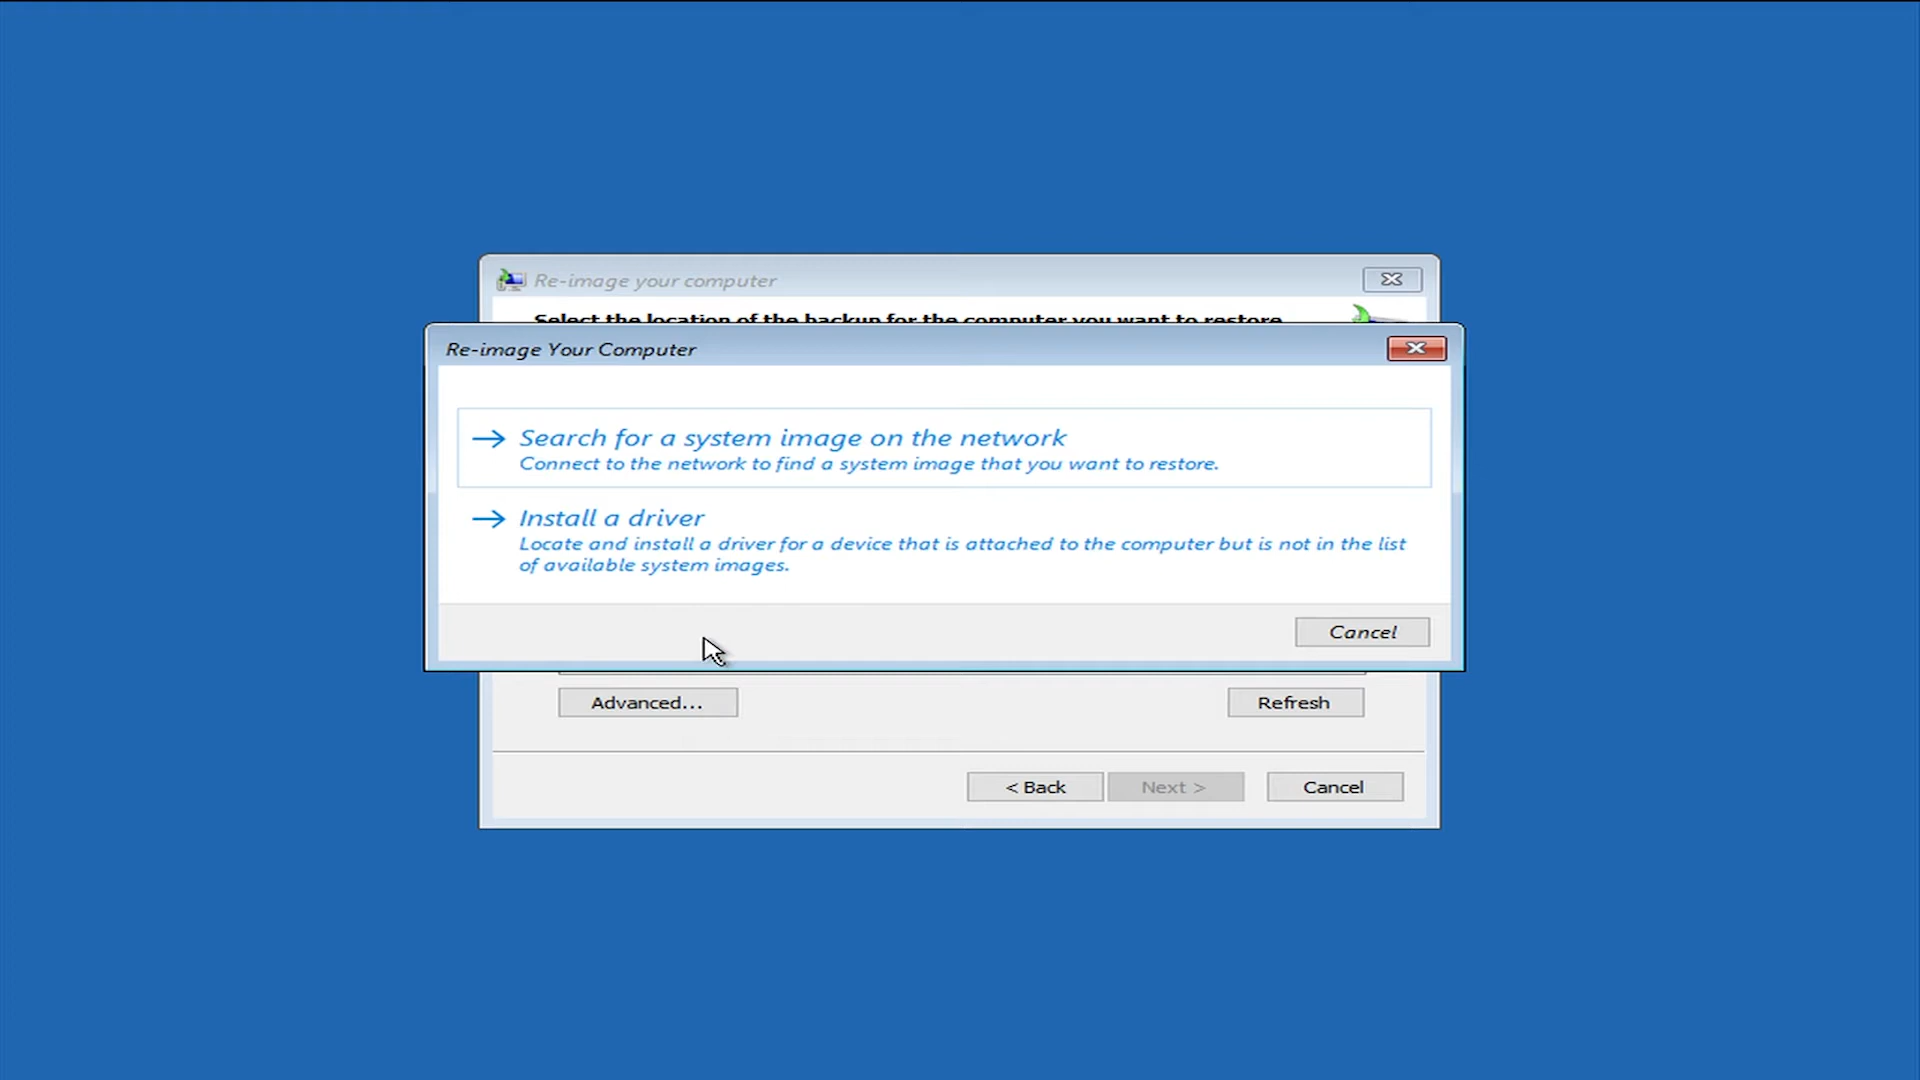 Re-image your computer
Select the location of the backup for the computer you want to restore
Re-image Your Computer
Search for a system image on the network
Connect to the network to find a system image that you want to restore.
Install a driver
Locate and install a driver for a device that is attached to the computer but is not in the list
of available system images.
Cancel
Advanced...
Refresh
< Back
Next >
Cancel